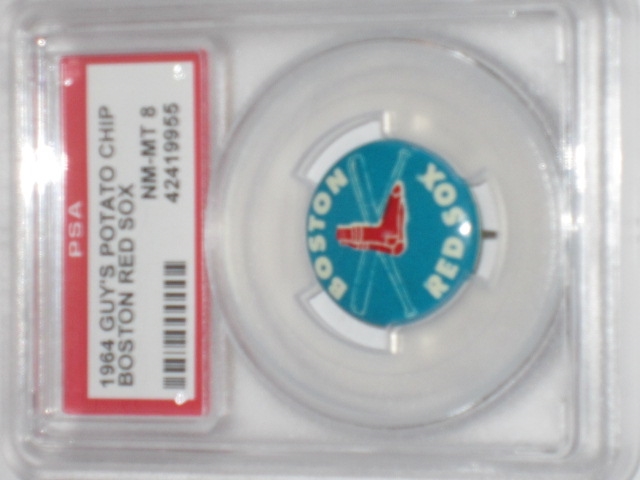 PSA
1964 GUY'S POTATO CHIP
BOSTON RED SOX
NM-MT 8
42419955
BOSTON
RED SOX